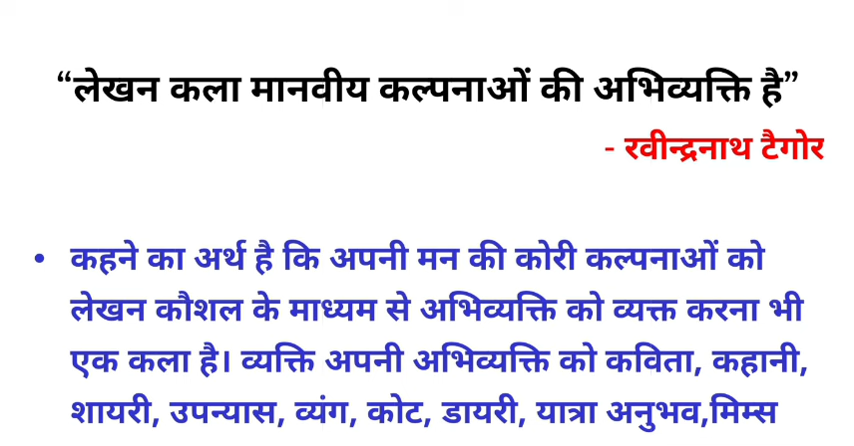 “लेखन कला मानवीय कल्पनाओं की अभिव्यक्ति है”
- रवीन्द्रनाथ टैगोर
• कहने का अर्थ है कि अपनी मन की कोरी कल्पनाओं को
लेखन कौशल के माध्यम से अभिव्यक्ति को व्यक्त करना भी
एक कला है। व्यक्ति अपनी अभिव्यक्ति को कविता, कहानी,
शायरी, उपन्यास, व्यंग, कोट, डायरी, यात्रा अनुभव,मिम्स